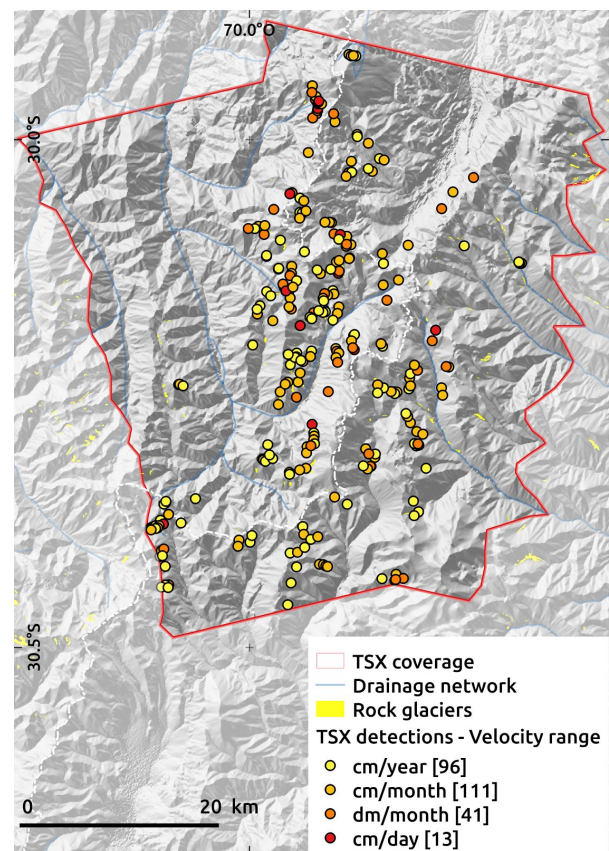 70.0°O
30.0°S
30.5°S
TSX coverage
Drainage network
Rock glaciers
TSX detections - Velocity range
cm/year [96]
cm/month [111]
dm/month [41]
cm/day [13]
0 20 km